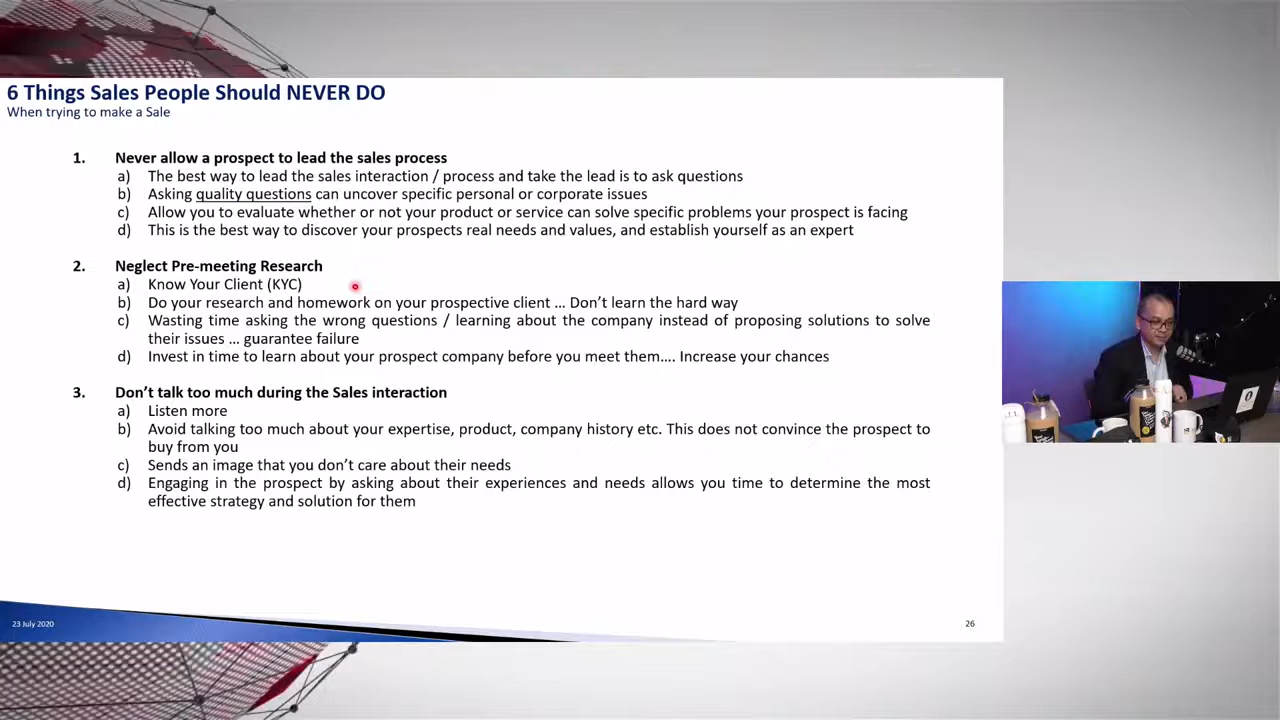 6 Things Sales People Should NEVER DO
When trying to make a Sale
1. Never allow a prospect to lead the sales process
a) The best way to lead the sales interaction / process and take the lead is to ask questions
b) Asking quality questions can uncover specific personal or corporate issues
c) Allow you to evaluate whether or not your product or service can solve specific problems your prospect is facing
d) This is the best way to discover your prospects real needs and values, and establish yourself as an expert
2. Neglect Pre-meeting Research
a) Know Your Client (KYC)
b) Do your research and homework on your prospective client … Don’t learn the hard way
c) Wasting time asking the wrong questions / learning about the company instead of proposing solutions to solve
their issues … guarantee failure
d) Invest in time to learn about your prospect company before you meet them…. Increase your chances
3. Don’t talk too much during the Sales interaction
a) Listen more
b) Avoid talking too much about your expertise, product, company history etc. This does not convince the prospect to
buy from you
c) Sends an image that you don’t care about their needs
d) Engaging in the prospect by asking about their experiences and needs allows you time to determine the most
effective strategy and solution for them
23 July 2020
26